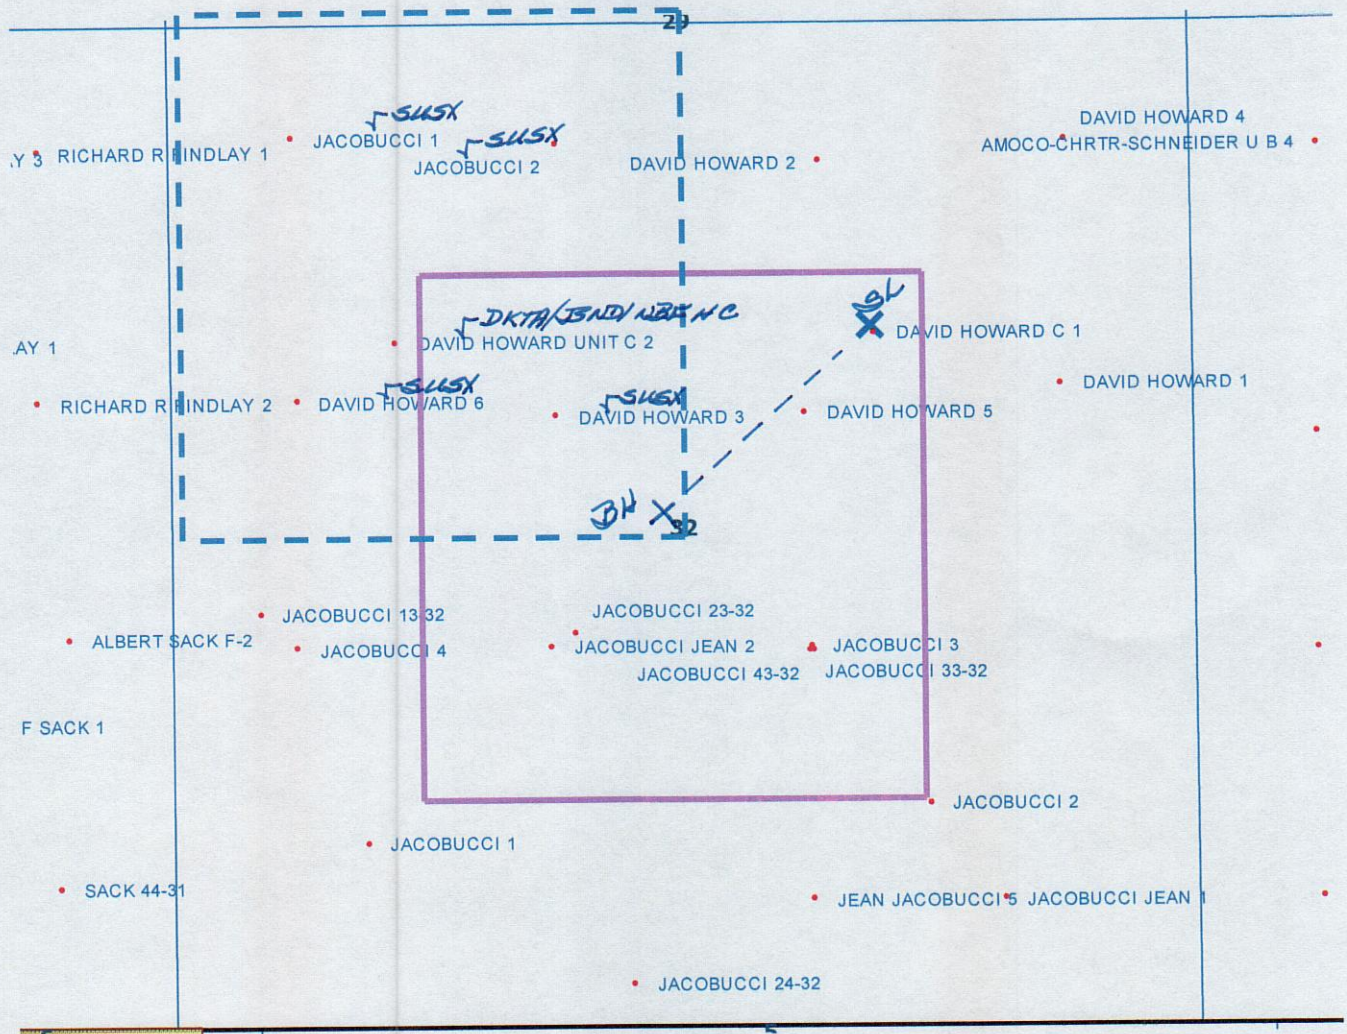 29
SUSX
SUSX
DAVID HOWARD 4
AMOCO-CHRTR-SCHNEIDER U B 4
.Y 3
RICHARD R FINDLAY 1
JACOBUCCI 1
JACOBUCCI 2
DAVID HOWARD 2
SL
DKTA/
DAVID HOWARD UNIT C 2
DAVID HOWARD C 1
.AY 1
SUSX
SUSX
DAVID HOWARD 1
RICHARD R FINDLAY 2
DAVID HOWARD 6
DAVID HOWARD 3
DAVID HOWARD 5
BH
32
JACOBUCCI 13-32
JACOBUCCI 23-32
ALBERT SACK F-2
JACOBUCCI 4
JACOBUCCI JEAN 2
JACOBUCCI 3
JACOBUCCI 43-32
JACOBUCCI 33-32
F SACK 1
JACOBUCCI 2
JACOBUCCI 1
SACK 44-31
JEAN JACOBUCCI 5
JACOBUCCI JEAN 1
JACOBUCCI 24-32